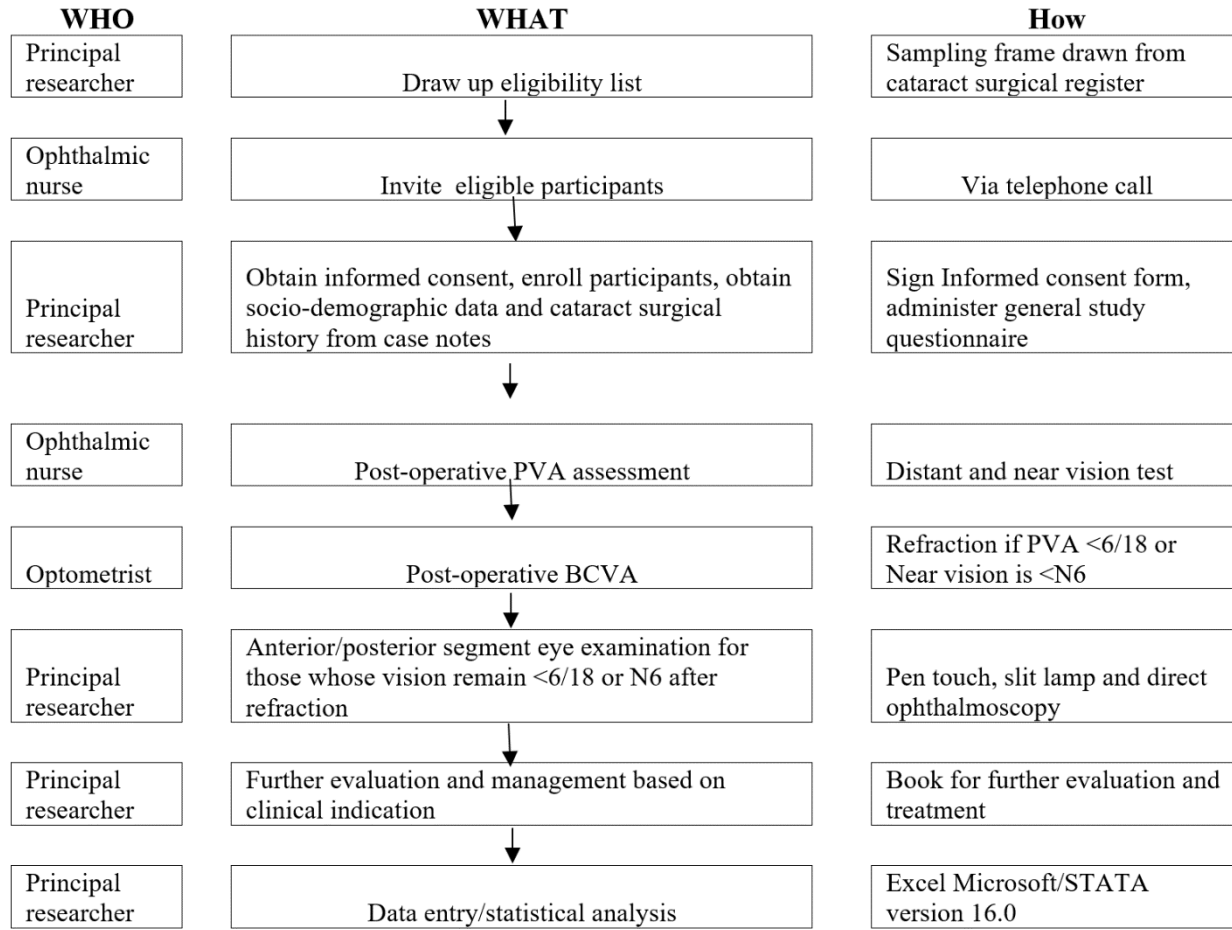 WHO WHAT How
Principal
researcher
Draw up eligibility list
Sampling frame drawn from
cataract surgical register
Ophthalmic
nurse
Invite eligible participants
Via telephone call
Principal
researcher
Obtain informed consent, enroll participants, obtain
socio-demographic data and cataract surgical
history from case notes
Sign Informed consent form,
administer general study
questionnaire
Ophthalmic
nurse
Post-operative PVA assessment
Distant and near vision test
Optometrist
Post-operative BCVA
Refraction if PVA <6/18 or
Near vision is <N6
Principal
researcher
Anterior/posterior segment eye examination for
those whose vision remain <6/18 or N6 after
refraction
Pen touch, slit lamp and direct
ophthalmoscopy
Principal
researcher
Further evaluation and management based on
clinical indication
Book for further evaluation and
treatment
Principal
researcher
Data entry/statistical analysis
Excel Microsoft/STATA
version 16.0